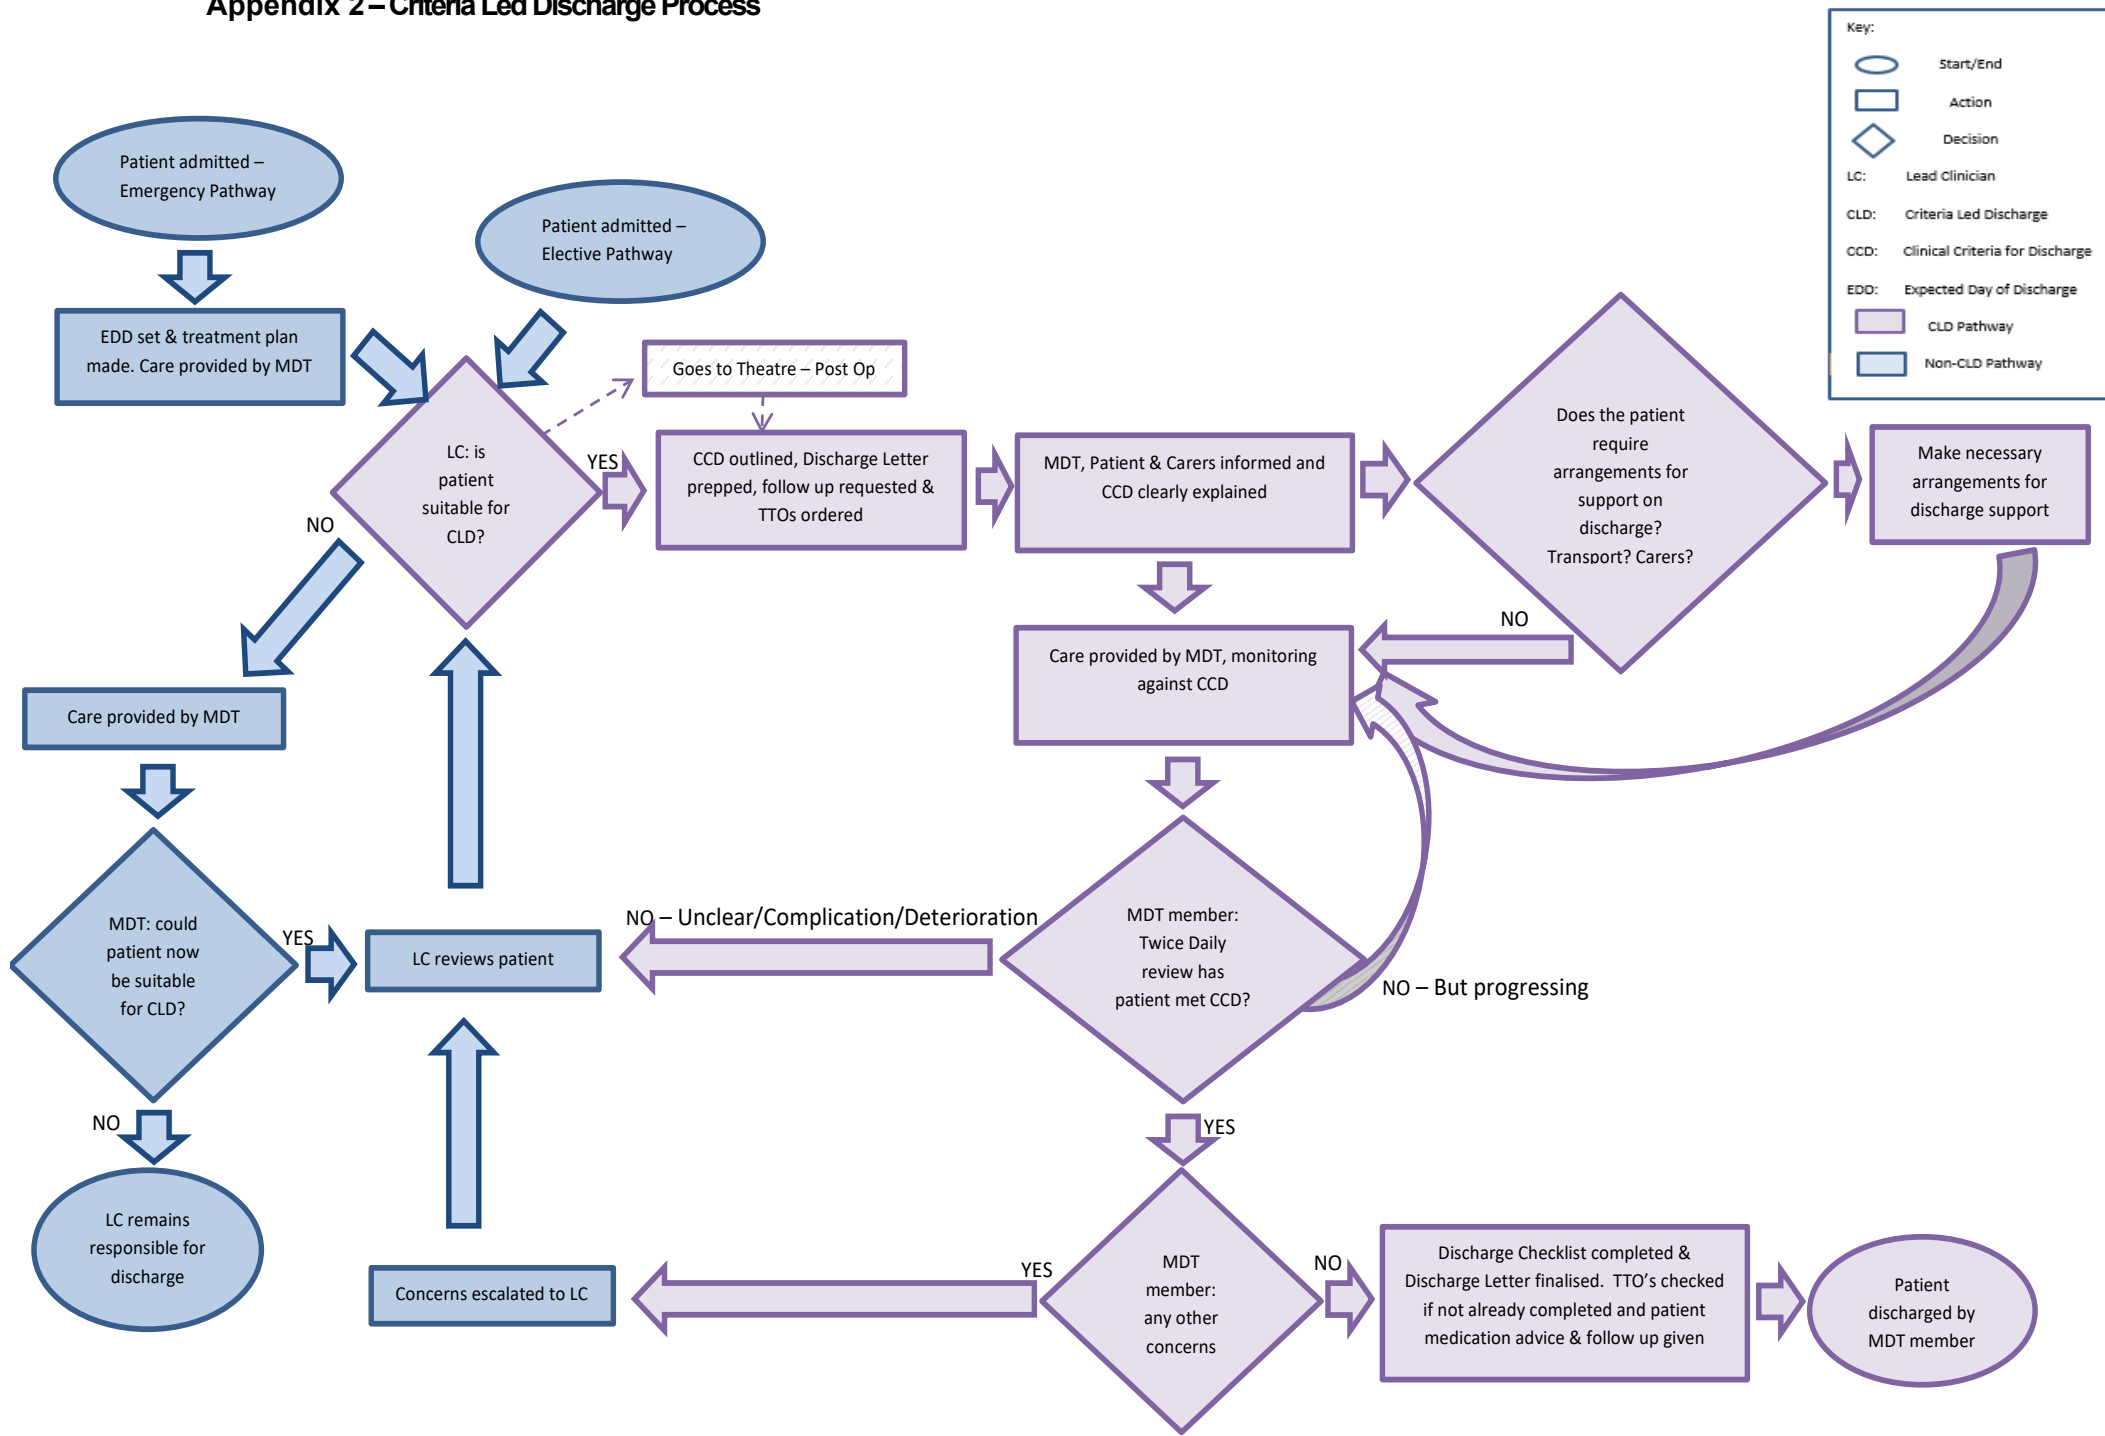 Appendix 2 – Criteria Led Discharge Process
Key:
Start/End
Action
Decision
LC: Lead Clinician
CLD: Criteria Led Discharge
CCD: Clinical Criteria for Discharge
EDD: Expected Day of Discharge
CLD Pathway
Non-CLD Pathway
Patient admitted –
Emergency Pathway
Patient admitted –
Elective Pathway
EDD set & treatment plan
made. Care provided by MDT
Goes to Theatre – Post Op
LC: is
patient
suitable for
CLD?
YES
NO
CCD outlined, Discharge Letter
prepped, follow up requested &
TTOs ordered
MDT, Patient & Carers informed and
CCD clearly explained
Does the patient
require
arrangements for
support on
discharge?
Transport? Carers?
Make necessary
arrangements for
discharge support
NO
Care provided by MDT, monitoring
against CCD
Care provided by MDT
MDT: could
patient now
be suitable
for CLD?
YES
LC reviews patient
NO – Unclear/Complication/Deterioration
MDT member:
Twice Daily
review has
patient met CCD?
NO – But progressing
NO
YES
LC remains
responsible for
discharge
Concerns escalated to LC
YES
MDT
member:
any other
concerns
NO
Discharge Checklist completed &
Discharge Letter finalised. TTO's checked
if not already completed and patient
medication advice & follow up given
Patient
discharged by
MDT member